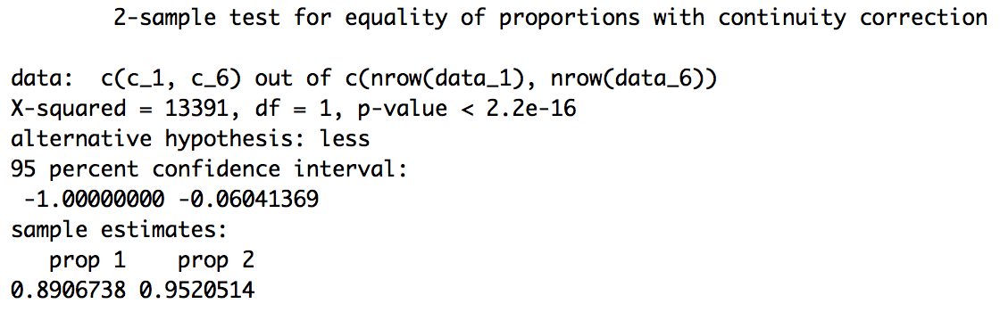 2-sample test for equality of proportions with continuity correction
data:  c(c_1, c_6) out of c(nrow(data_1), nrow(data_6))
X-squared = 13391, df = 1, p-value < 2.2e-16
alternative hypothesis: less
95 percent confidence interval:
 -1.00000000 -0.06041369
sample estimates:
   prop 1    prop 2
0.8906738 0.9520514